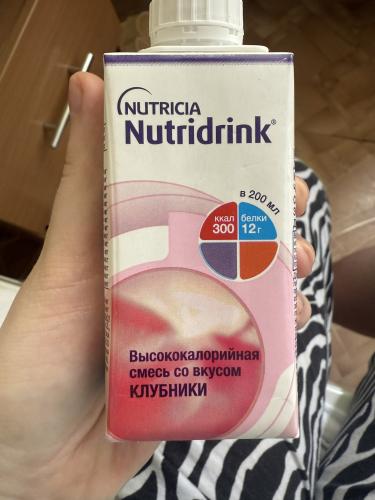 NUTRICIA
Nutridrink®
в 200 мл
ккал белки
300 12 г
Высококалорийная
смесь со вкусом
КЛУБНИКИ